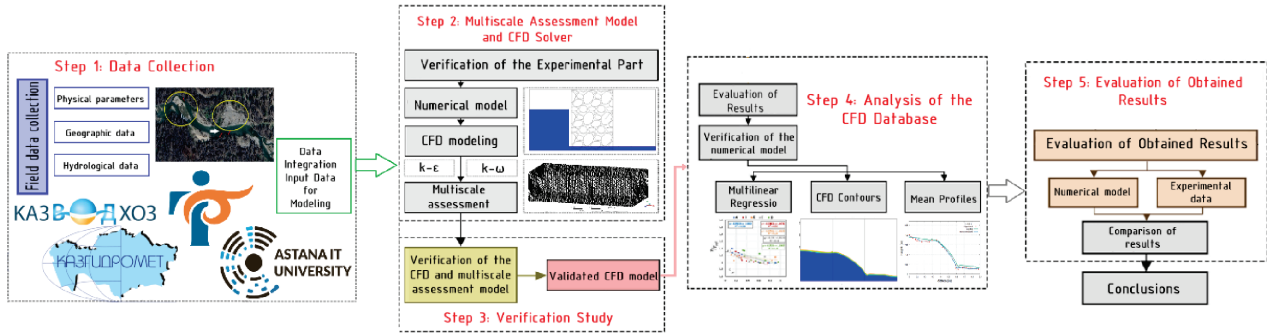 Step 1: Data Collection
Field data collection
Physical parameters
Geographic data
Hydrological data
Data
Integration
Input Data
for
Modeling
КАЗВОДХОЗ
КАЗГИДРОМЕТ
ASTANA IT
UNIVERSITY
Step 2: Multiscale Assessment Model
and CFD Solver
Verification of the Experimental Part
Numerical model
CFD modeling
k-ε
k-ω
Multiscale
assessment
Verification of the
CFD and multiscale
assessment model
Validated CFD model
Step 3: Verification Study
Evaluation of
Results
Step 4: Analysis of the
CFD Database
Verification of the
numerical model
Multilinear
Regressio
CFD Contours
Mean Profiles
Step 5: Evaluation of Obtained
Results
Evaluation of Obtained Results
Numerical model
Experimental
data
Comparison of
results
Conclusions